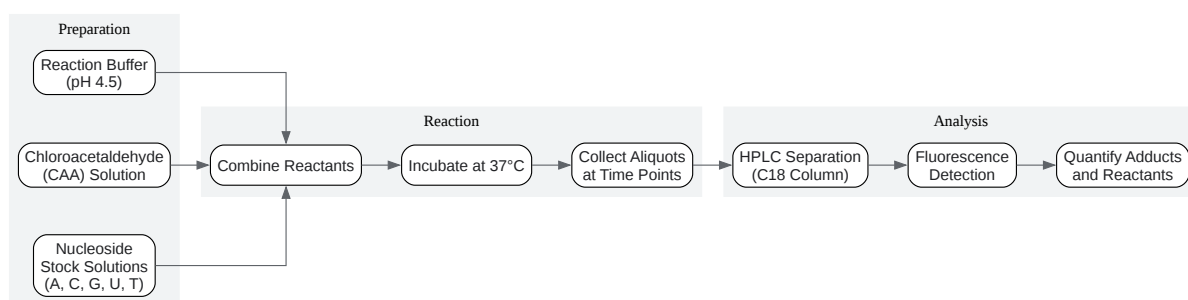 Preparation
Reaction Buffer
(pH 4.5)
Chloroacetaldehyde
(CAA) Solution
Nucleoside
Stock Solutions
(A, C, G, U, T)
Reaction
Combine Reactants
Incubate at 37°C
Collect Aliquots
at Time Points
Analysis
HPLC Separation
(C18 Column)
Fluorescence
Detection
Quantify Adducts
and Reactants